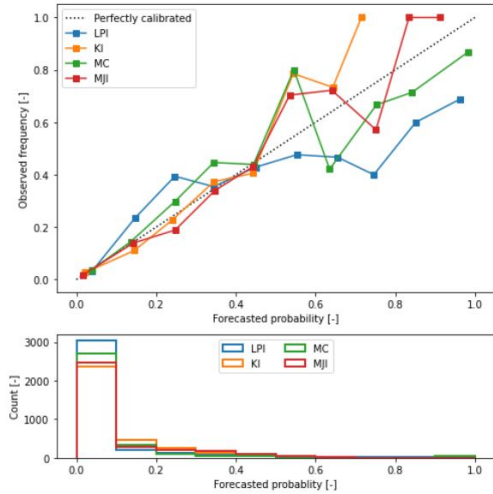 Perfectly calibrated
LPI
KI
MC
MJI
Observed frequency [-]
1.0
0.8
0.6
0.4
0.2
0.0
0.0 0.2 0.4 0.6 0.8 1.0
Forecasted probability [-]
Count [-]
3000
2000
1000
0
LPI MC
KI MJI
0.0 0.2 0.4 0.6 0.8 1.0
Forecasted probability [-]